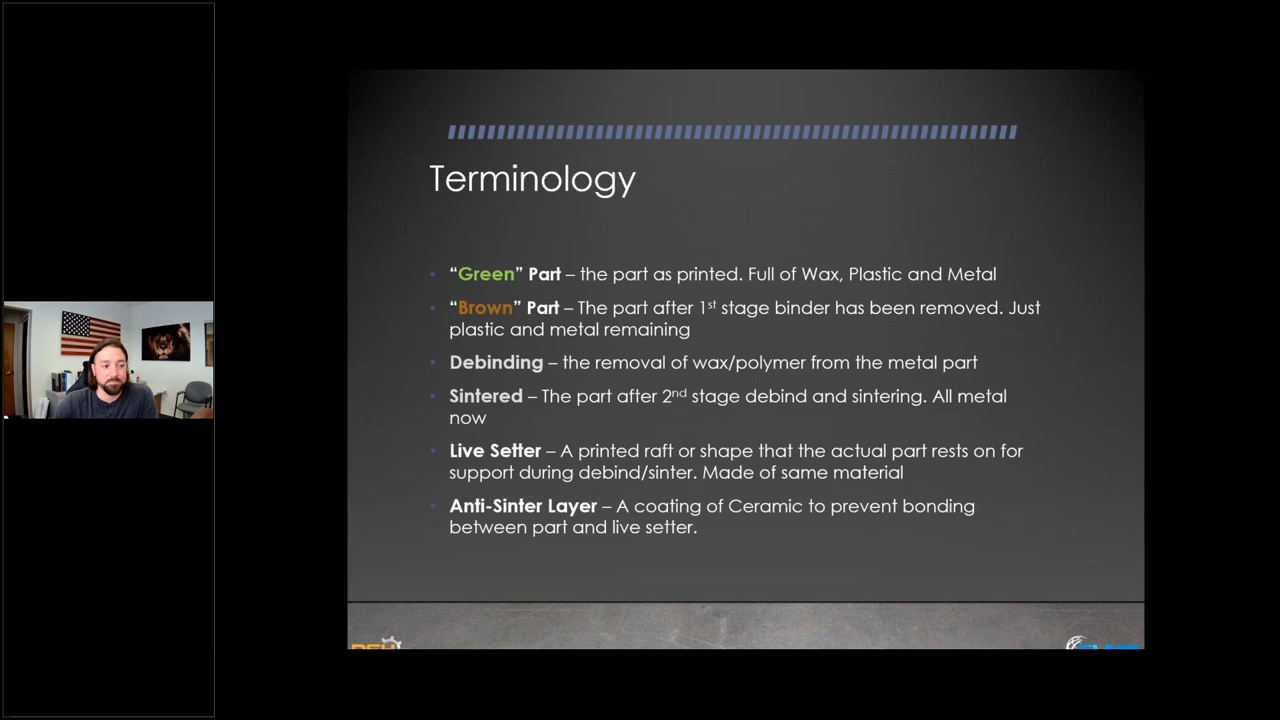 Terminology
• “Green” Part – the part as printed. Full of Wax, Plastic and Metal
• “Brown” Part – The part after 1st stage binder has been removed. Just
plastic and metal remaining
• Debinding – the removal of wax/polymer from the metal part
• Sintered – The part after 2nd stage debind and sintering. All metal
now
• Live Setter – A printed raft or shape that the actual part rests on for
support during debind/sinter. Made of same material
• Anti-Sinter Layer – A coating of Ceramic to prevent bonding
between part and live setter.